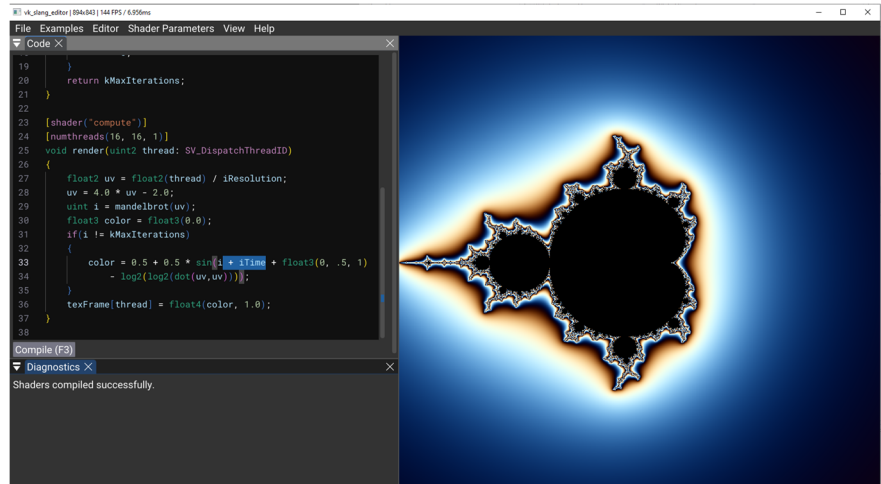 vk_slang_editor | 894x843 | 144 FPS / 6.956ms
File Examples Editor Shader Parameters View Help
Code
19 }
20 return kMaxIterations;
21 }
22
23 [shader("compute")]
24 [numthreads(16, 16, 1)]
25 void render(uint2 thread: SV_DispatchThreadID)
26 {
27 float2 uv = float2(thread) / iResolution;
28 uv = 4.0 * uv - 2.0;
29 uint i = mandelbrot(uv);
30 float3 color = float3(0.0);
31 if(i != kMaxIterations)
32 {
33 color = 0.5 + 0.5 * sin(i + iTime + float3(0, .5, 1)
34 - log2(log2(dot(uv,uv))));
35 }
36 texFrame[thread] = float4(color, 1.0);
37 }
38
Compile (F3)
Diagnostics
Shaders compiled successfully.